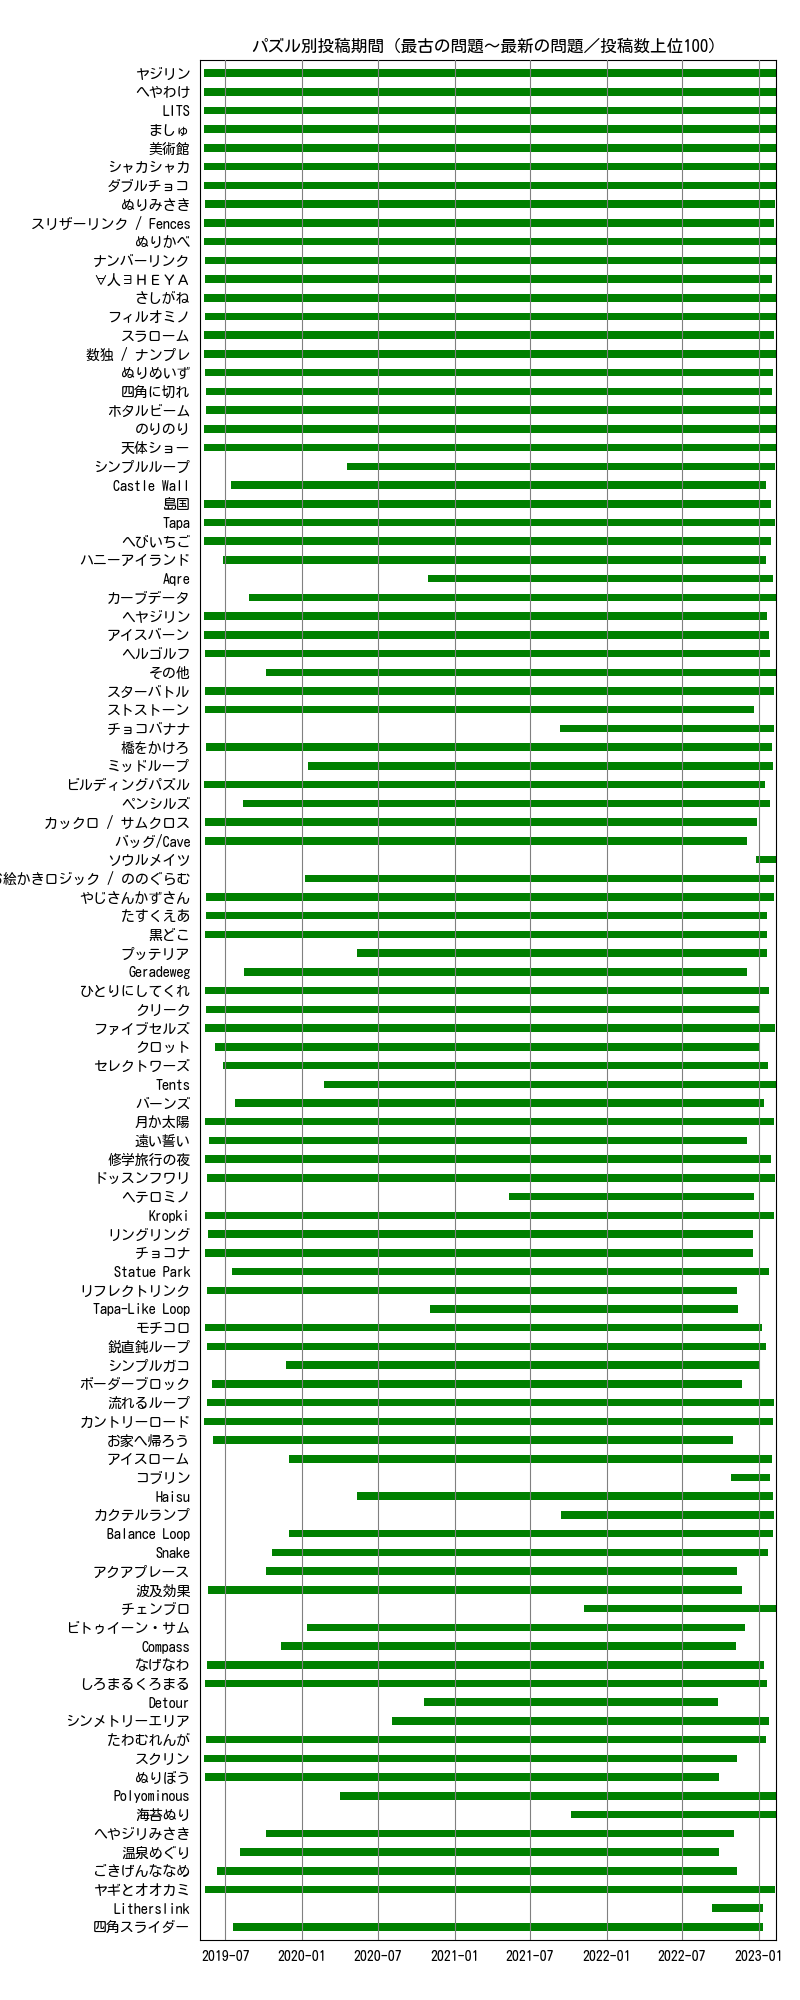 パズル別投稿期間（最古の問題～最新の問題／投稿数上位100）
ヤジリン
へやわけ
LITS
ましゅ
美術館
シャカシャカ
ダブルチョコ
ぬりみさき
スリザーリンク / Fences
ぬりかべ
ナンバーリンク
∀人∃ＨＥＹＡ
さしがね
フィルオミノ
スラローム
数独 / ナンプレ
ぬりめいず
四角に切れ
ホタルビーム
のりのり
天体ショー
シンプルループ
Castle Wall
島国
Tapa
へびいちご
ハニーアイランド
Aqre
カーブデータ
ヘヤジリン
アイスバーン
ヘルゴルフ
その他
スターバトル
ストストーン
チョコバナナ
橋をかけろ
ミッドループ
ビルディングパズル
ペンシルズ
カックロ / サムクロス
バッグ/Cave
ソウルメイツ
絵かきロジック / ののぐらむ
やじさんかずさん
たすくえあ
黒どこ
プッテリア
Geradeweg
ひとりにしてくれ
クリーク
ファイブセルズ
クロット
セレクトワーズ
Tents
バーンズ
月か太陽
遠い誓い
修学旅行の夜
ドッスンフワリ
ヘテロミノ
Kropki
リングリング
チョコナ
Statue Park
リフレクトリンク
Tapa-Like Loop
モチコロ
鋭直鈍ループ
シンプルガコ
ボーダーブロック
流れるループ
カントリーロード
お家へ帰ろう
アイスローム
コブリン
Haisu
カクテルランプ
Balance Loop
Snake
アクアプレース
波及効果
チェンブロ
ビトゥイーン・サム
Compass
なげなわ
しろまるくろまる
Detour
シンメトリーエリア
たわむれんが
スクリン
ぬりぼう
Polyominous
海苔ぬり
へやジリみさき
温泉めぐり
ごきげんななめ
ヤギとオオカミ
Litherslink
四角スライダー
2019-07 2020-01 2020-07 2021-01 2021-07 2022-01 2022-07 2023-01